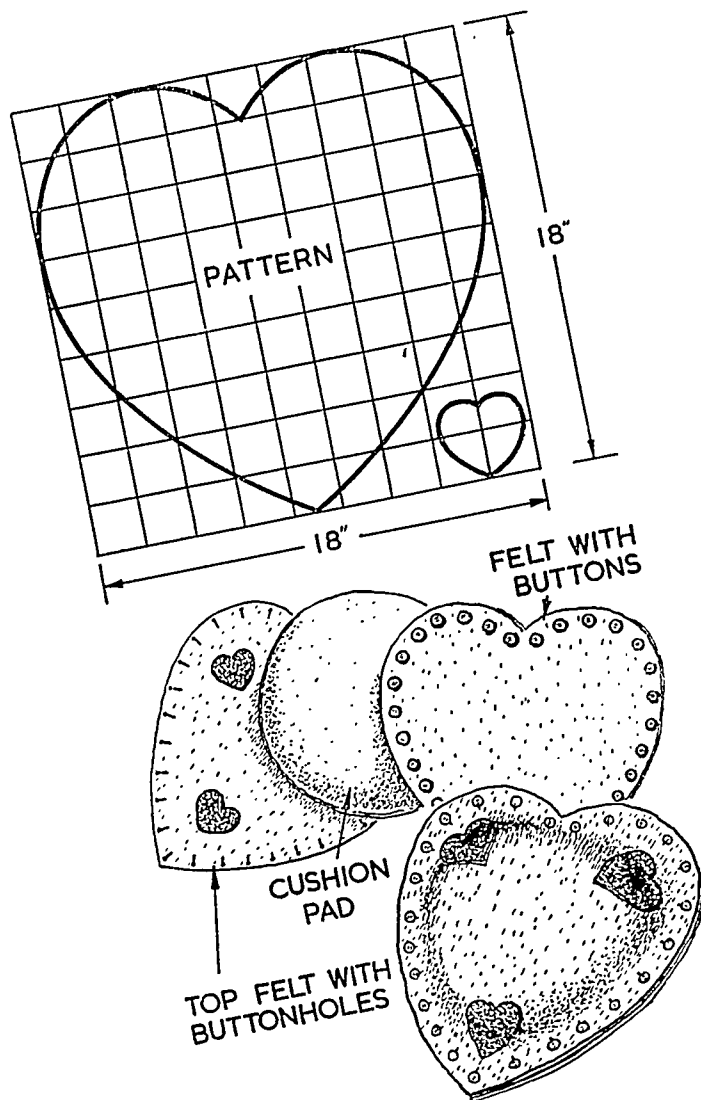 PATTERN
18"
18"
FELT WITH
BUTTONS
CUSHION
PAD
TOP FELT WITH
BUTTONHOLES